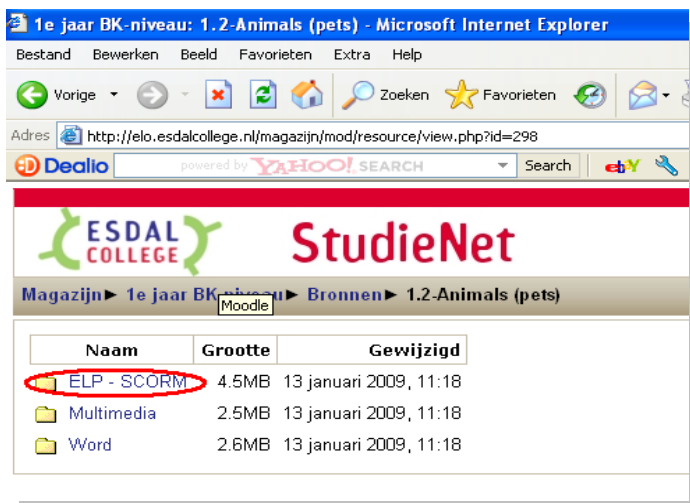 1e jaar BK-niveau: 1.2-Animals (pets) - Microsoft Internet Explorer
Bestand Bewerken Beeld Favorieten Extra Help
Vorige Zoeken Favorieten
Adres http://elo.esdalcollege.nl/magazijn/mod/resource/view.php?id=298
Dealio powered by YAHOO! SEARCH Search ebY
ESDAL COLLEGE StudieNet
Magazijn► 1e jaar BK-niveau► Bronnen► 1.2-Animals (pets)
Moodle
Naam Grootte Gewijzigd
ELP - SCORM 4.5MB 13 januari 2009, 11:18
Multimedia 2.5MB 13 januari 2009, 11:18
Word 2.6MB 13 januari 2009, 11:18